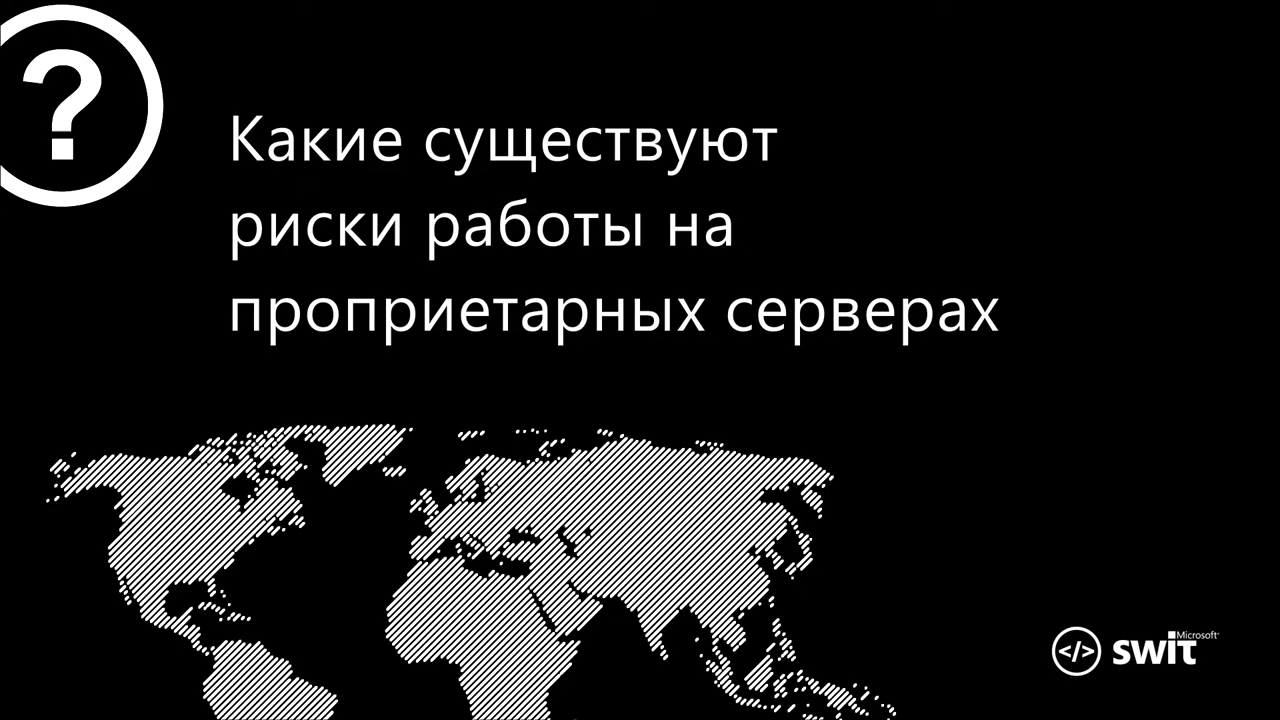 ?
Какие существуют
риски работы на
проприетарных серверах
Microsoft
</> swit